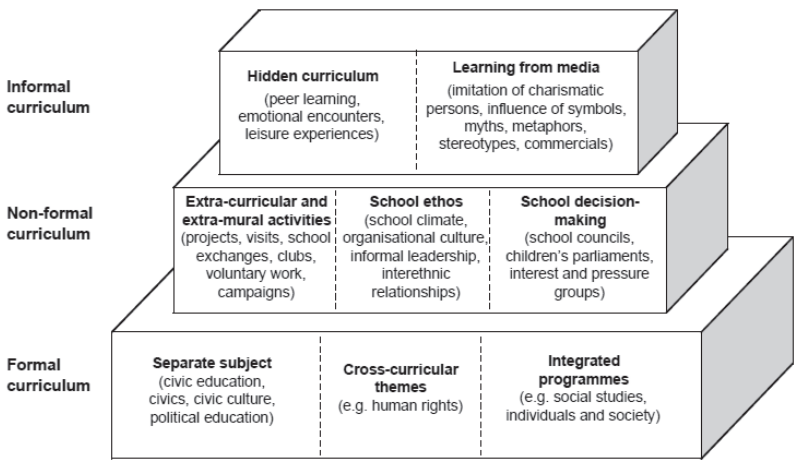 Informal
curriculum
Hidden curriculum
(peer learning,
emotional encounters,
leisure experiences)
Learning from media
(imitation of charismatic
persons, influence of symbols,
myths, metaphors,
stereotypes, commercials)
Non-formal
curriculum
Extra-curricular and
extra-mural activities
(projects, visits, school
exchanges, clubs,
voluntary work,
campaigns)
School ethos
(school climate,
organisational culture,
informal leadership,
interethnic
relationships)
School decision-
making
(school councils,
children's parliaments,
interest and pressure
groups)
Formal
curriculum
Separate subject
(civic education,
civics, civic culture,
political education)
Cross-curricular
themes
(e.g. human rights)
Integrated
programmes
(e.g. social studies,
individuals and society)